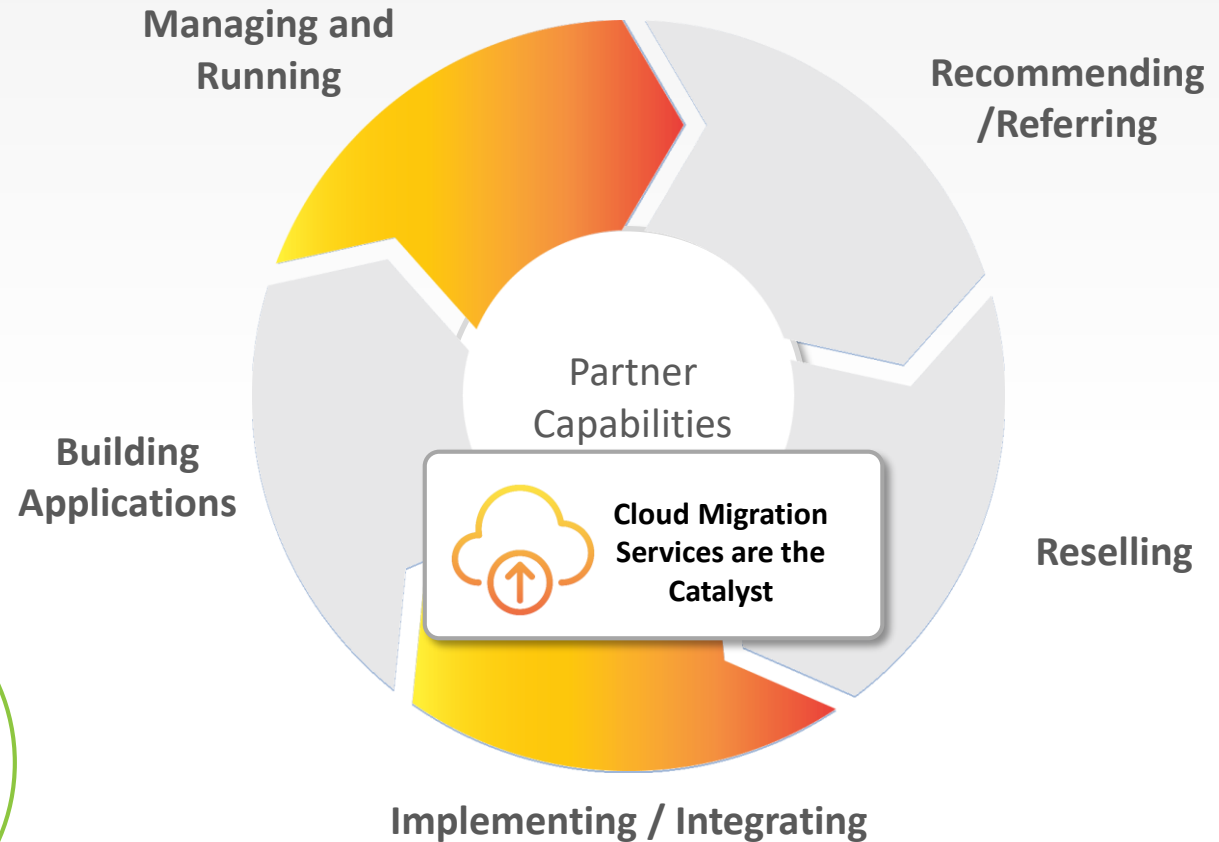 Managing and
Running
Recommending
/Referring
Partner
Capabilities
Building
Applications
Cloud Migration
Services are the
Catalyst
Reselling
Implementing / Integrating